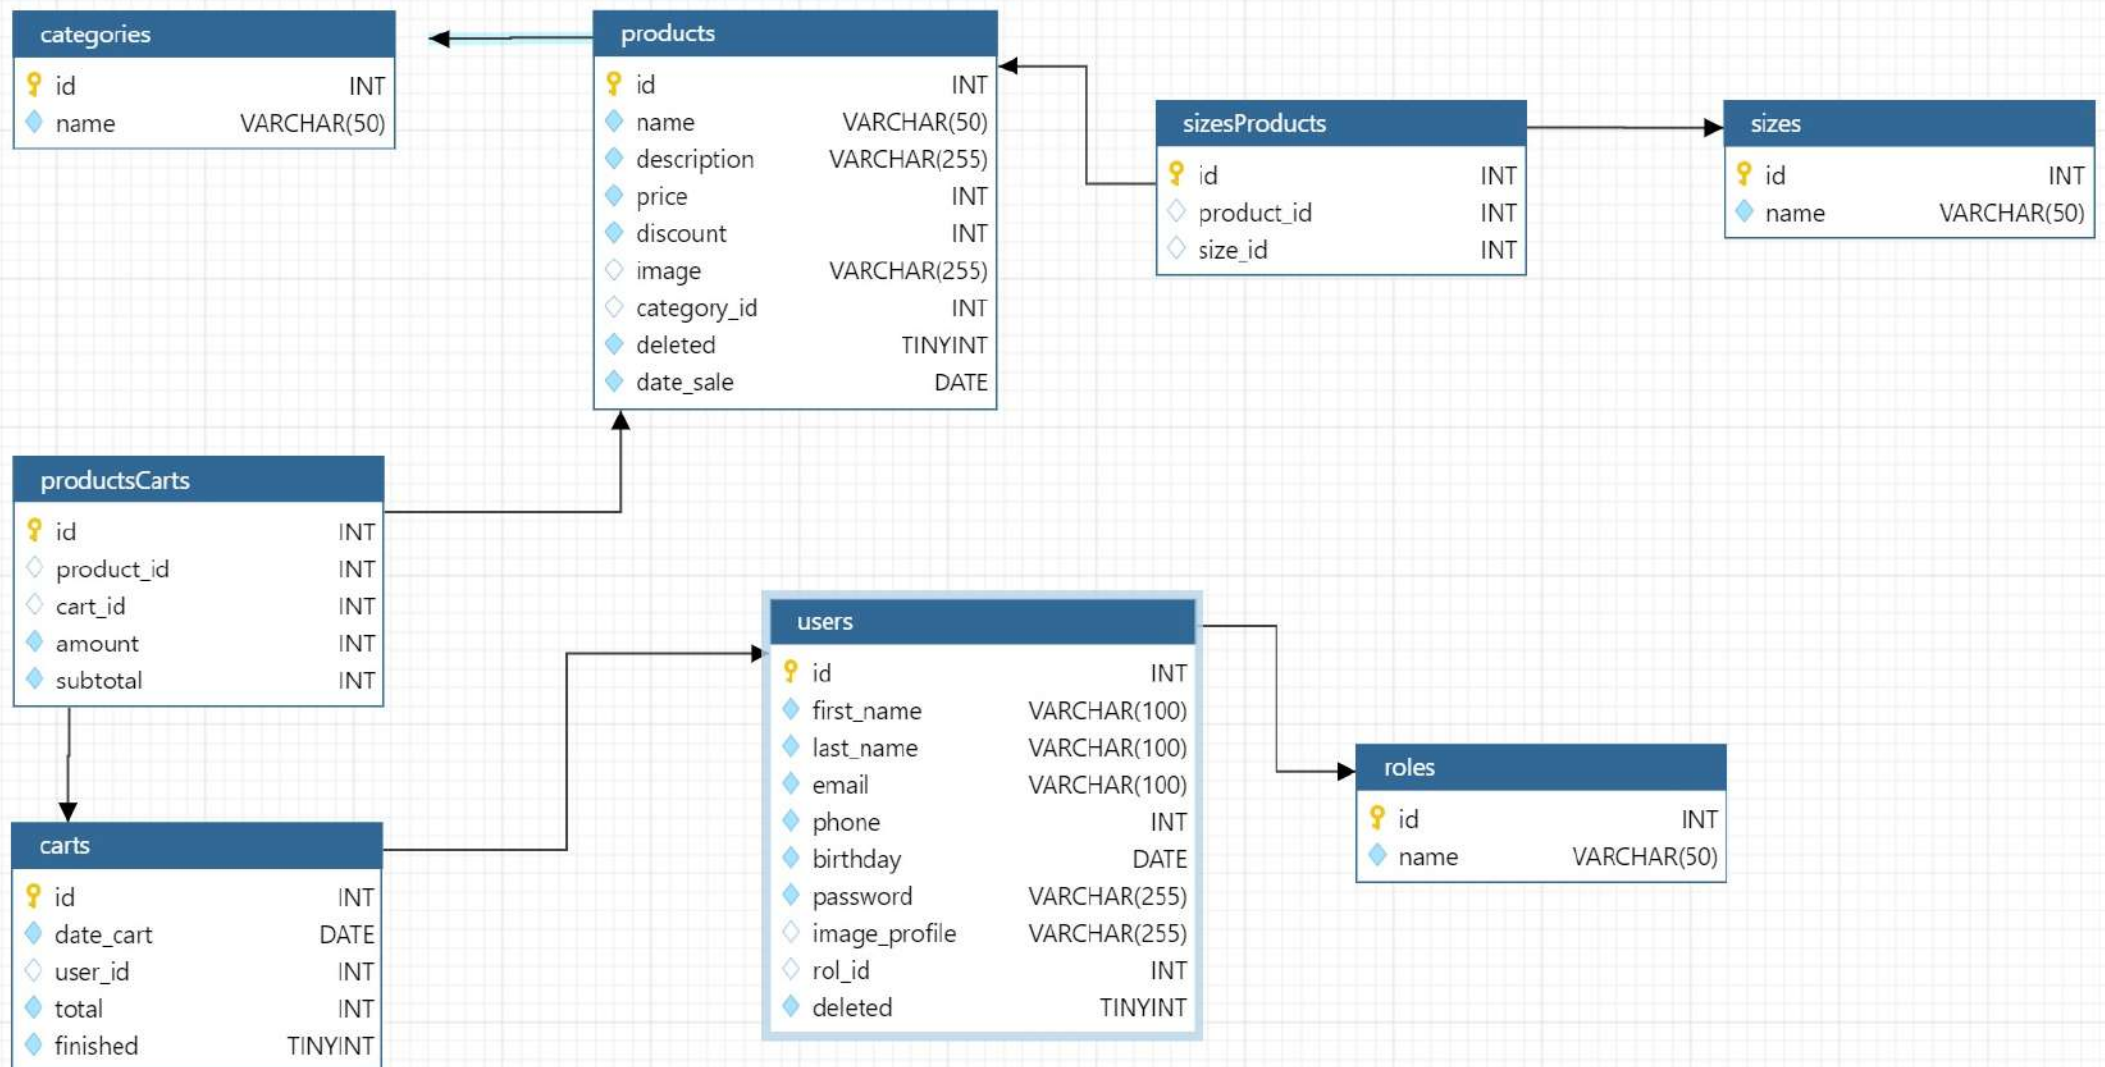 categories
id INT
name VARCHAR(50)
products
id INT
name VARCHAR(50)
description VARCHAR(255)
price INT
discount INT
image VARCHAR(255)
category_id INT
deleted TINYINT
date_sale DATE
sizesProducts
id INT
product_id INT
size_id INT
sizes
id INT
name VARCHAR(50)
productsCarts
id INT
product_id INT
cart_id INT
amount INT
subtotal INT
users
id INT
first_name VARCHAR(100)
last_name VARCHAR(100)
email VARCHAR(100)
phone INT
birthday DATE
password VARCHAR(255)
image_profile VARCHAR(255)
rol_id INT
deleted TINYINT
roles
id INT
name VARCHAR(50)
carts
id INT
date_cart DATE
user_id INT
total INT
finished TINYINT